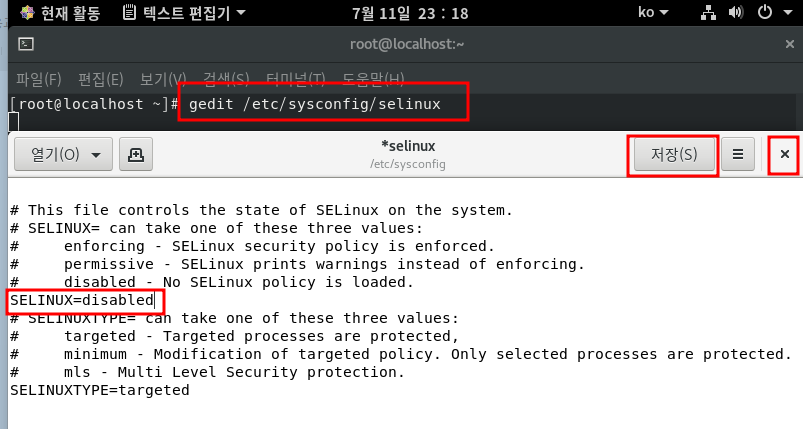 현재 활동 텍스트 편집기 7월 11일 23 : 18 ko
root@localhost:~
파일(F) 편집(E) 보기(V) 검색(S) 터미널(T) 도움말(H)
[root@localhost ~]# gedit /etc/sysconfig/selinux
열기(O) *selinux 저장(S)
/etc/sysconfig
# This file controls the state of SELinux on the system.
# SELINUX= can take one of these three values:
#     enforcing - SELinux security policy is enforced.
#     permissive - SELinux prints warnings instead of enforcing.
#     disabled - No SELinux policy is loaded.
SELINUX=disabled
# SELINUXTYPE= can take one of these three values:
#     targeted - Targeted processes are protected,
#     minimum - Modification of targeted policy. Only selected processes are protected.
#     mls - Multi Level Security protection.
SELINUXTYPE=targeted